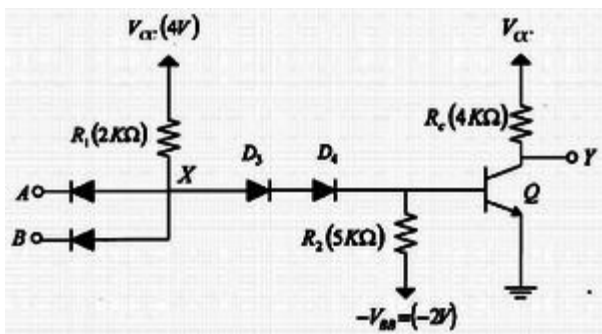 V_CC (4V)
V_CC
R_1 (2KΩ)
R_c (4KΩ)
D_3
D_4
X
A
Y
Q
B
R_2 (5KΩ)
-V_BB=(-2V)